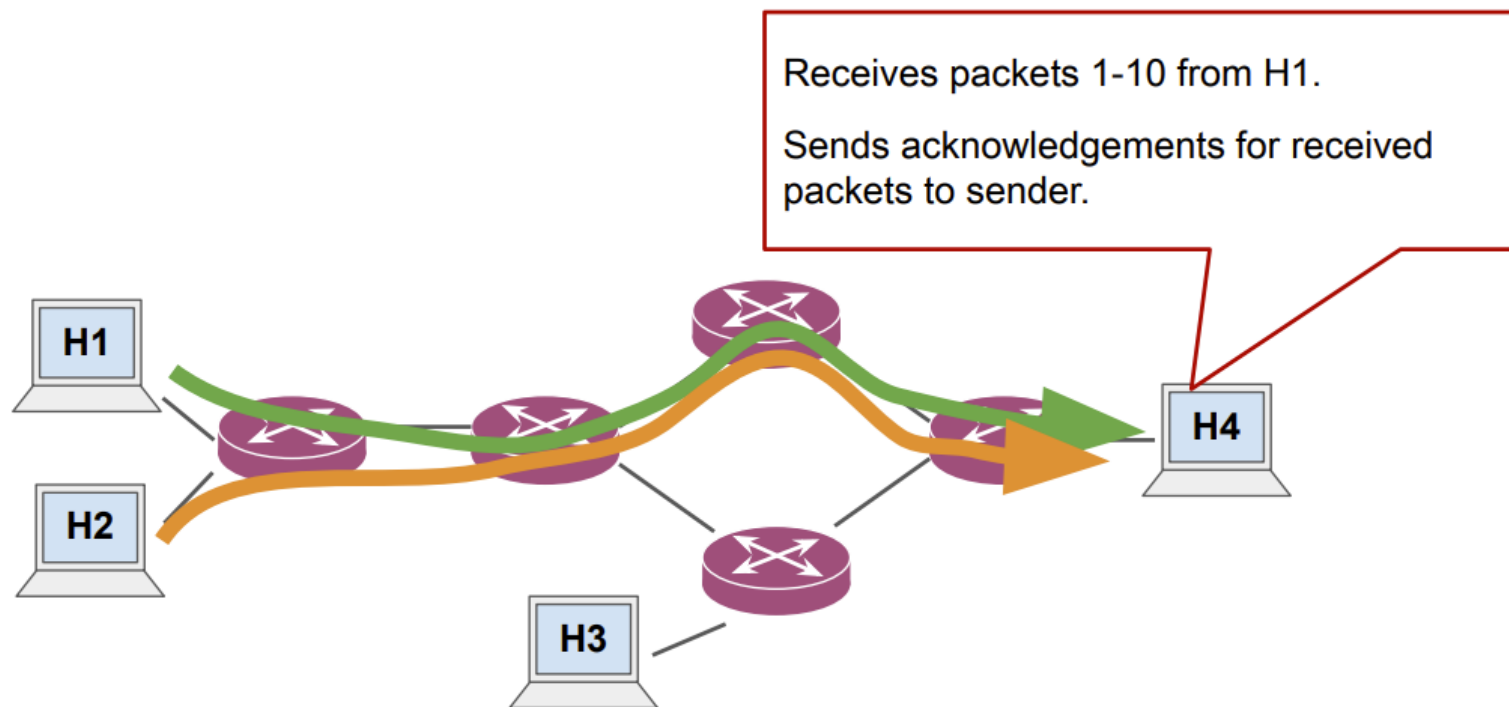 Receives packets 1-10 from H1.
Sends acknowledgements for received
packets to sender.
H1
H4
H2
H3